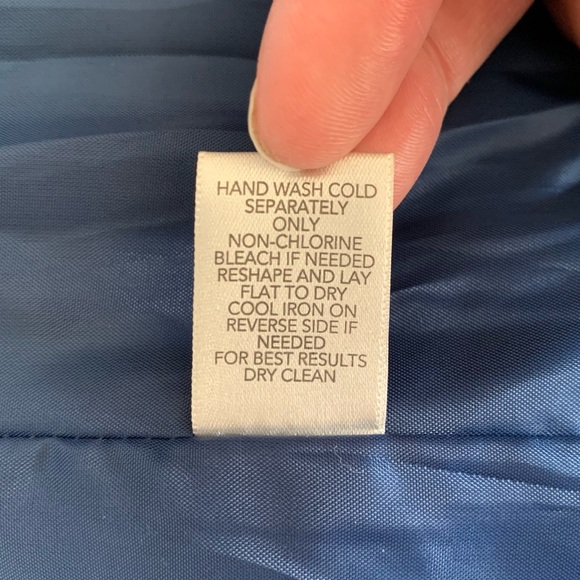 HAND WASH COLD
SEPARATELY
ONLY
NON-CHLORINE
BLEACH IF NEEDED
RESHAPE AND LAY
FLAT TO DRY
COOL IRON ON
REVERSE SIDE IF
NEEDED
FOR BEST RESULTS
DRY CLEAN